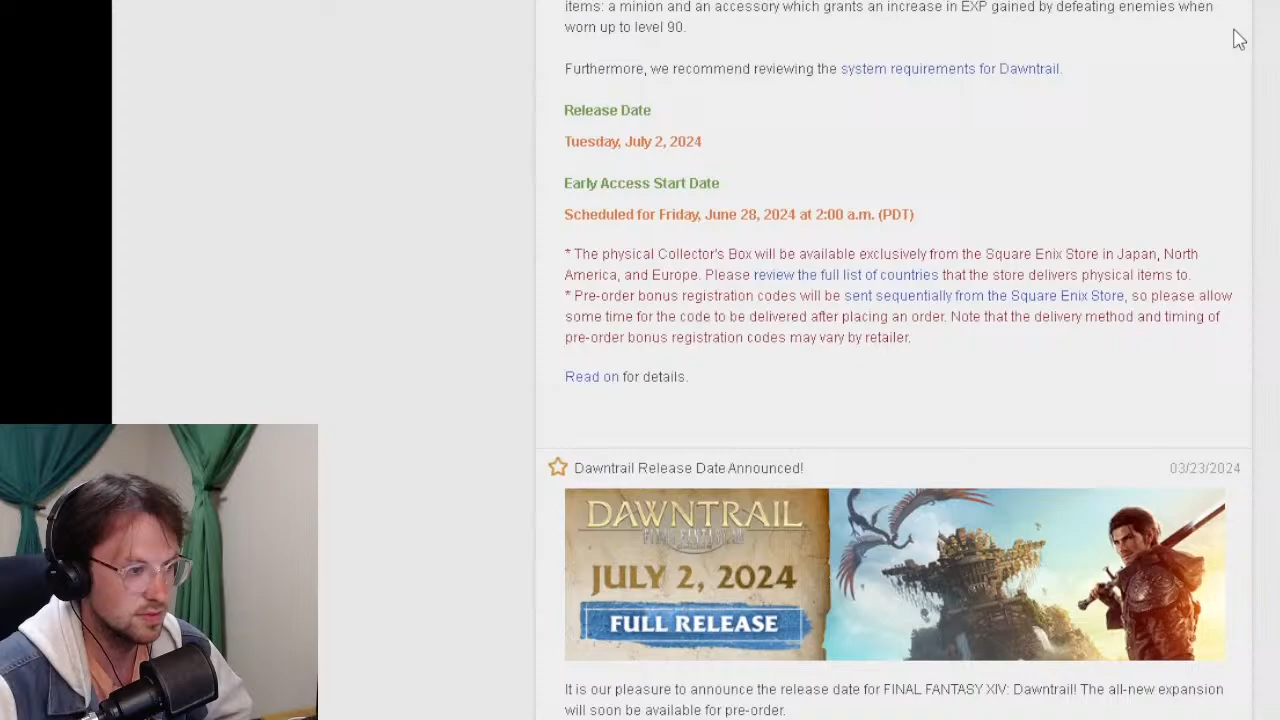 items: a minion and an accessory which grants an increase in EXP gained by defeating enemies when
worn up to level 90.
Furthermore, we recommend reviewing the system requirements for Dawntrail.
Release Date
Tuesday, July 2, 2024
Early Access Start Date
Scheduled for Friday, June 28, 2024 at 2:00 a.m. (PDT)
* The physical Collector's Box will be available exclusively from the Square Enix Store in Japan, North
America, and Europe. Please review the full list of countries that the store delivers physical items to.
* Pre-order bonus registration codes will be sent sequentially from the Square Enix Store, so please allow
some time for the code to be delivered after placing an order. Note that the delivery method and timing of
pre-order bonus registration codes may vary by retailer.
Read on for details.
Dawntrail Release Date Announced! 03/23/2024
DAWNTRAIL
FINAL FANTASY XIV
JULY 2, 2024
FULL RELEASE
It is our pleasure to announce the release date for FINAL FANTASY XIV: Dawntrail! The all-new expansion
will soon be available for pre-order.